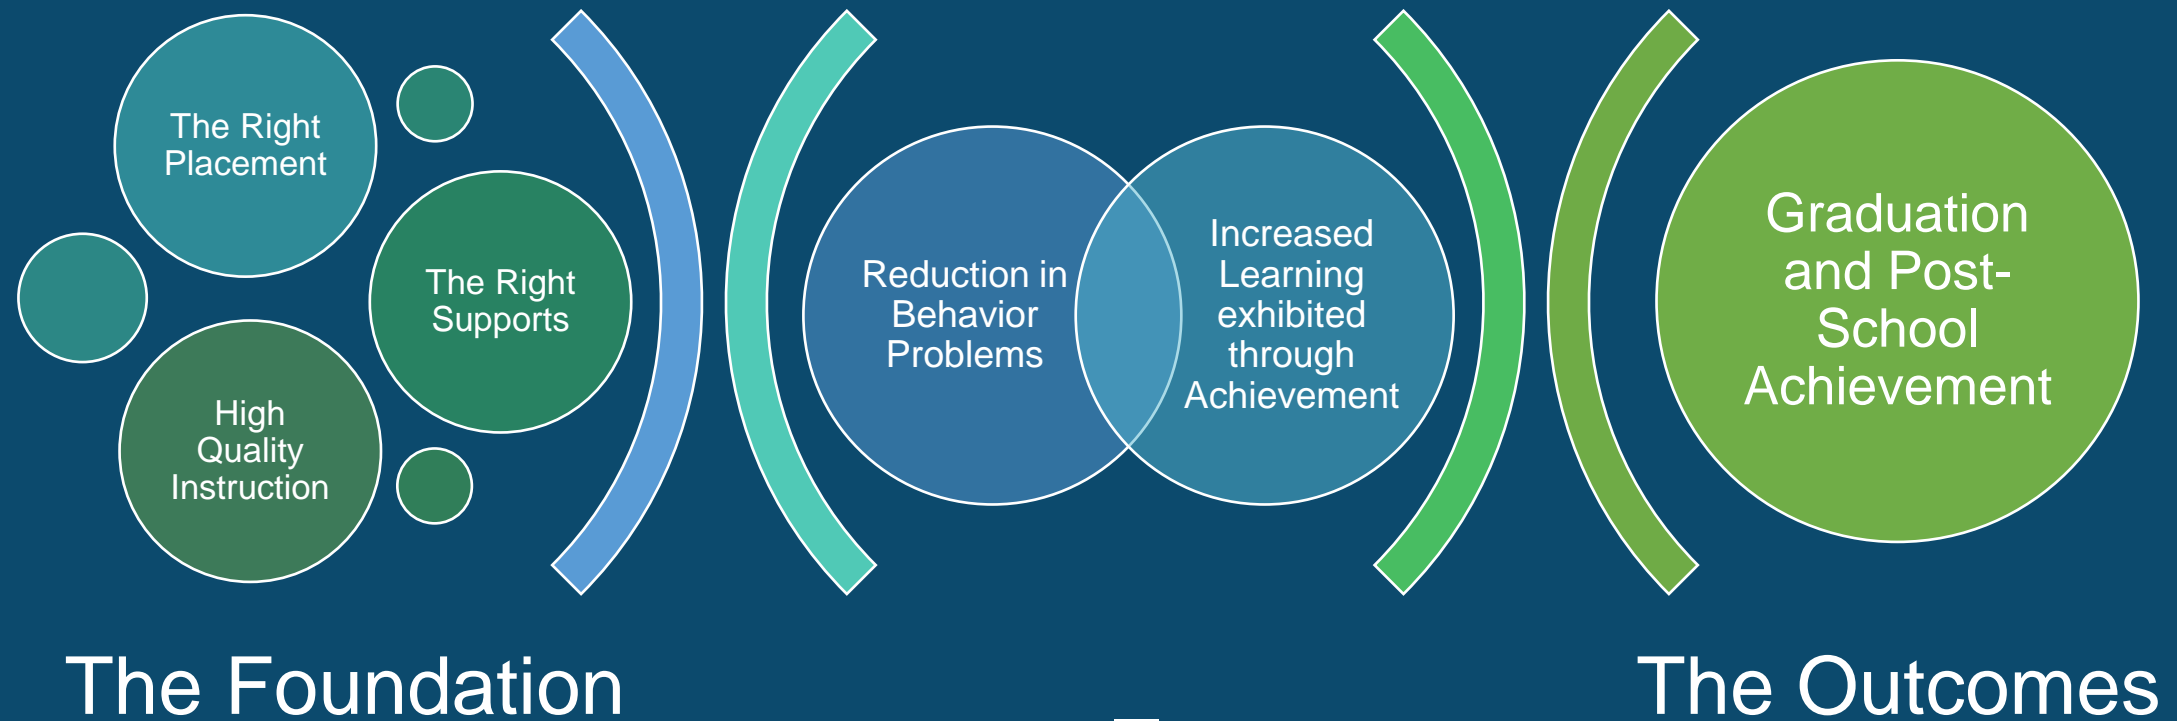 The Right
Placement
The Right
Supports
High
Quality
Instruction
Reduction in
Behavior
Problems
Increased
Learning
exhibited
through
Achievement
Graduation
and Post-
School
Achievement
The Foundation
The Outcomes